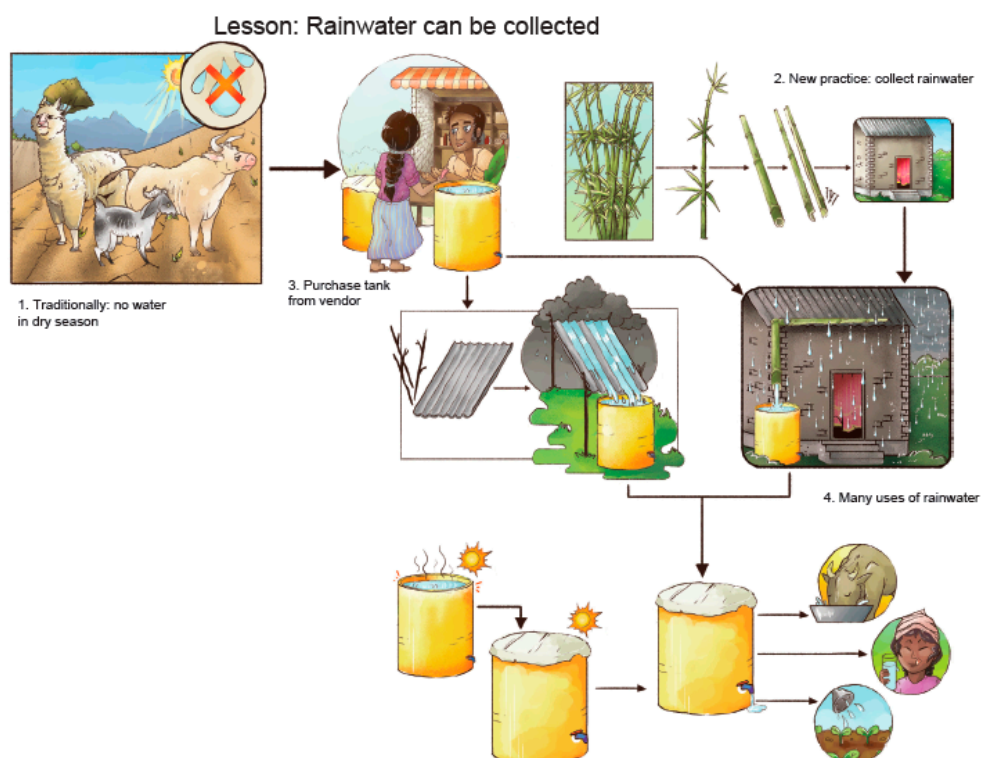 Lesson: Rainwater can be collected
2. New practice: collect rainwater
3. Purchase tank
from vendor
1. Traditionally: no water
in dry season
4. Many uses of rainwater